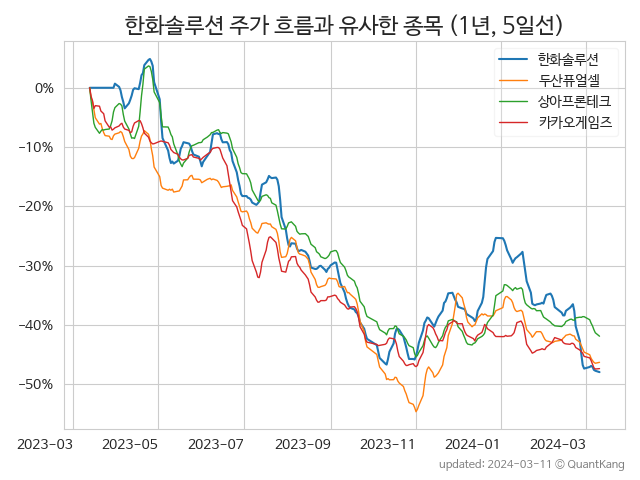 한화솔루션 주가 흐름과 유사한 종목 (1년, 5일선)
한화솔루션
두산퓨얼셀
상아프론테크
카카오게임즈
0%
−10%
−20%
−30%
−40%
−50%
2023-03
2023-05
2023-07
2023-09
2023-11
2024-01
2024-03
updated: 2024-03-11 © QuantKang